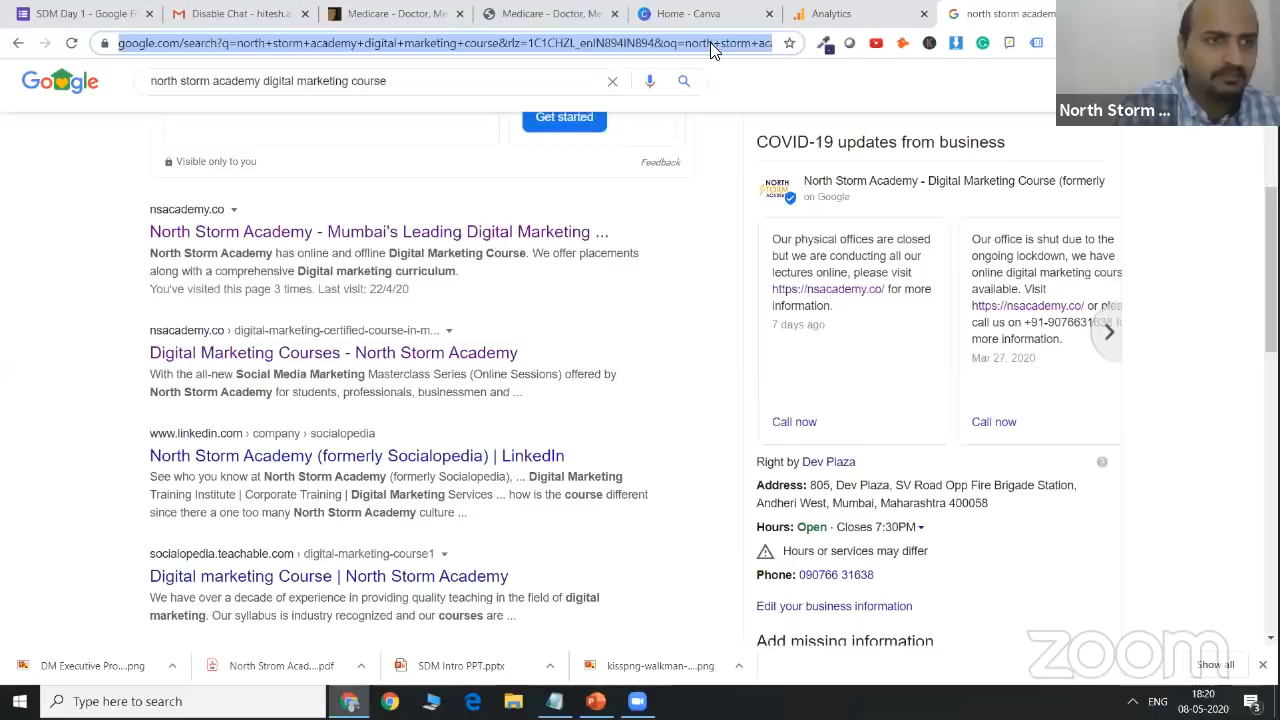 Medknowledge - Doctor, Med
Medknowledge - Doctor, Med
Home - Canva
Analytics
north storm academ
google.com/search?q=north+storm+academy+digital+marketing+course&rlz=1C1CHZL_enIN894IN894&oq=north+storm+ac
Google
north storm academy digital marketing course
Get started
Visible only to you
Feedback
nsacademy.co
North Storm Academy - Mumbai's Leading Digital Marketing ...
North Storm Academy has online and offline Digital Marketing Course. We offer placements
along with a comprehensive Digital marketing curriculum.
You've visited this page 3 times. Last visit: 22/4/20
nsacademy.co › digital-marketing-certified-course-in-m...
Digital Marketing Courses - North Storm Academy
With the all-new Social Media Marketing Masterclass Series (Online Sessions) offered by
North Storm Academy for students, professionals, businessmen and ...
www.linkedin.com › company › socialopedia
North Storm Academy (formerly Socialopedia) | LinkedIn
See who you know at North Storm Academy (formerly Socialopedia), ... Digital Marketing
Training Institute | Corporate Training | Digital Marketing Services ... how is the course different
since there a one too many North Storm Academy culture ...
socialopedia.teachable.com › digital-marketing-course1
Digital marketing Course | North Storm Academy
We have over a decade of experience in providing quality teaching in the field of digital
marketing. Our syllabus is industry recognized and our courses are ...
COVID-19 updates from business
NORTH
STORM
ACADEMY
North Storm Academy - Digital Marketing Course (formerly
on Google
Our physical offices are closed
but we are conducting all our
lectures online, please visit
https://nsacademy.co/ for more
information.
7 days ago
Call now
Our office is shut due to the
ongoing lockdown, we have
online digital marketing cours
available. Visit
https://nsacademy.co/ or plea
call us on +91-9076631638 f
more information.
Mar 27, 2020
Call now
Right by Dev Plaza
Address: 805, Dev Plaza, SV Road Opp Fire Brigade Station,
Andheri West, Mumbai, Maharashtra 400058
Hours: Open · Closes 7:30PM
Hours or services may differ
Phone: 090766 31638
Edit your business information
Add missing information
North Storm ...
zoom
DM Executive Pro....png
North Strom Acad....pdf
SDM Intro PPT.pptx
kisspng-walkman-....png
Show all
Type here to search
ENG
18:20
08-05-2020
3